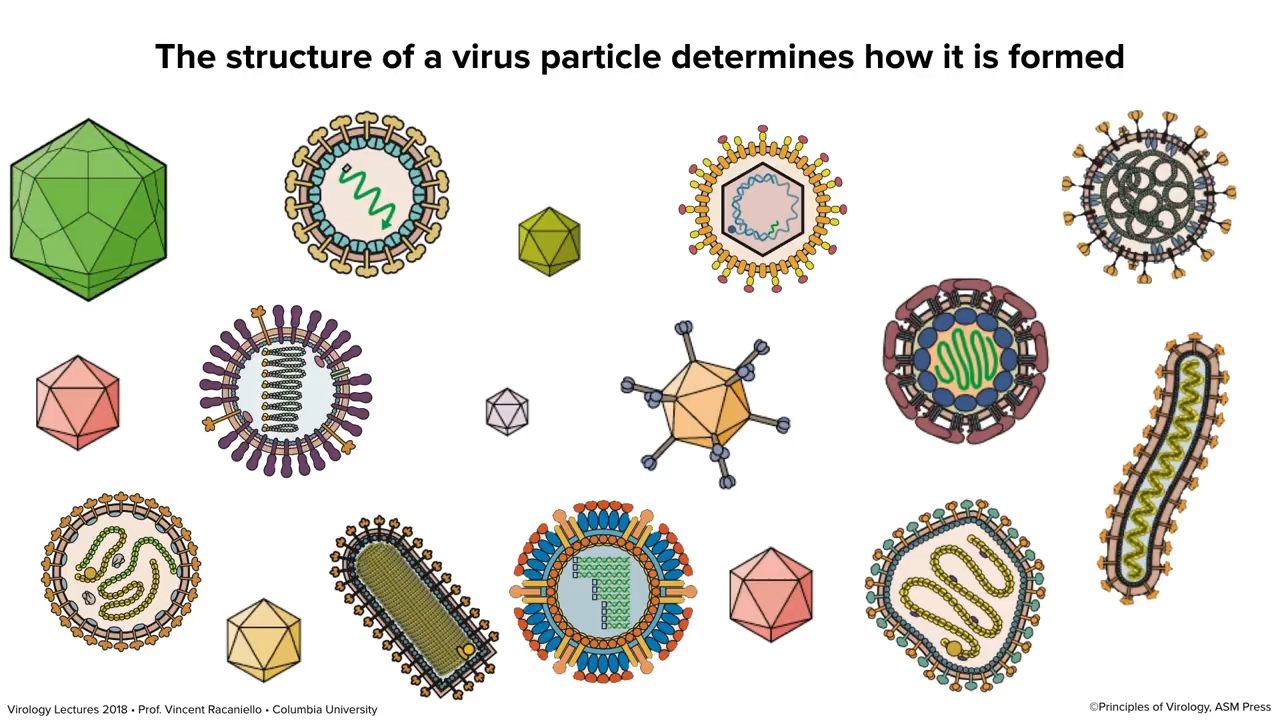 The structure of a virus particle determines how it is formed
Virology Lectures 2018 • Prof. Vincent Racaniello • Columbia University
©Principles of Virology, ASM Press